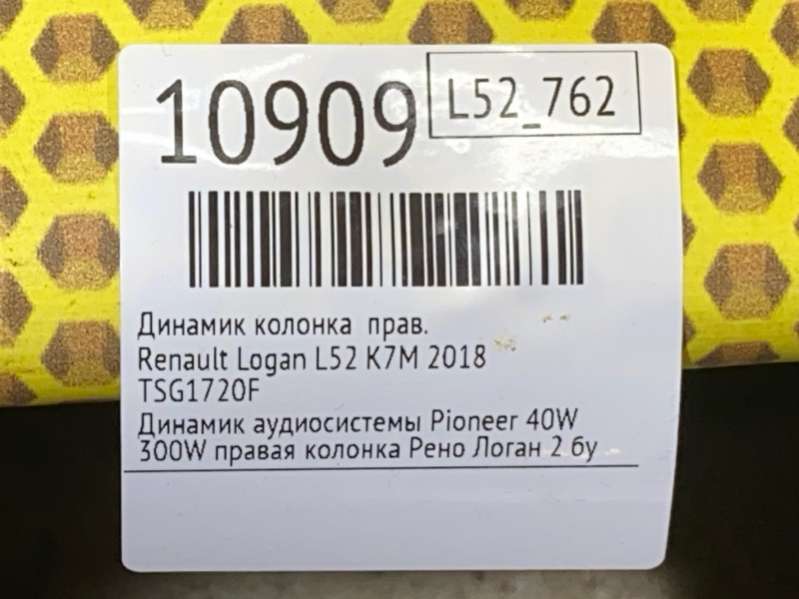 10909
L52_762
Динамик колонка прав.
Renault Logan L52 K7M 2018
TSG1720F
Динамик аудиосистемы Pioneer 40W
300W правая колонка Рено Логан 2 бу